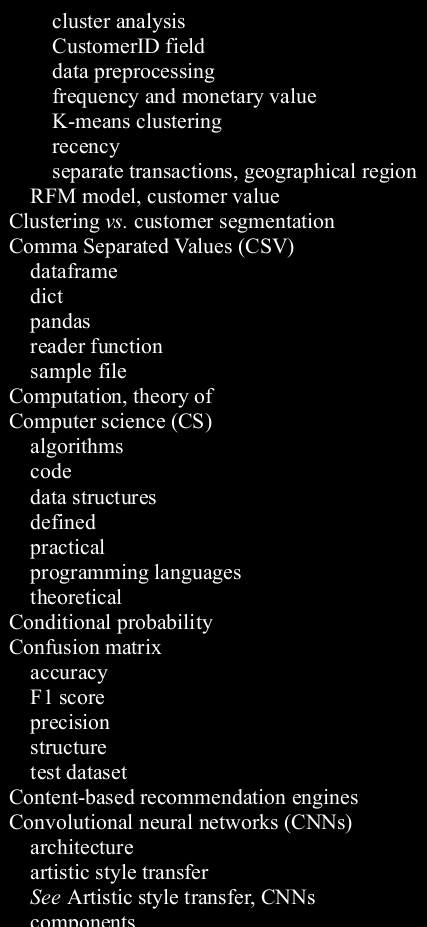 cluster analysis
CustomerID field
data preprocessing
frequency and monetary value
K-means clustering
recency
separate transactions, geographical region
RFM model, customer value
Clustering vs. customer segmentation
Comma Separated Values (CSV)
dataframe
dict
pandas
reader function
sample file
Computation, theory of
Computer science (CS)
algorithms
code
data structures
defined
practical
programming languages
theoretical
Conditional probability
Confusion matrix
accuracy
F1 score
precision
structure
test dataset
Content-based recommendation engines
Convolutional neural networks (CNNs)
architecture
artistic style transfer
See Artistic style transfer, CNNs
components